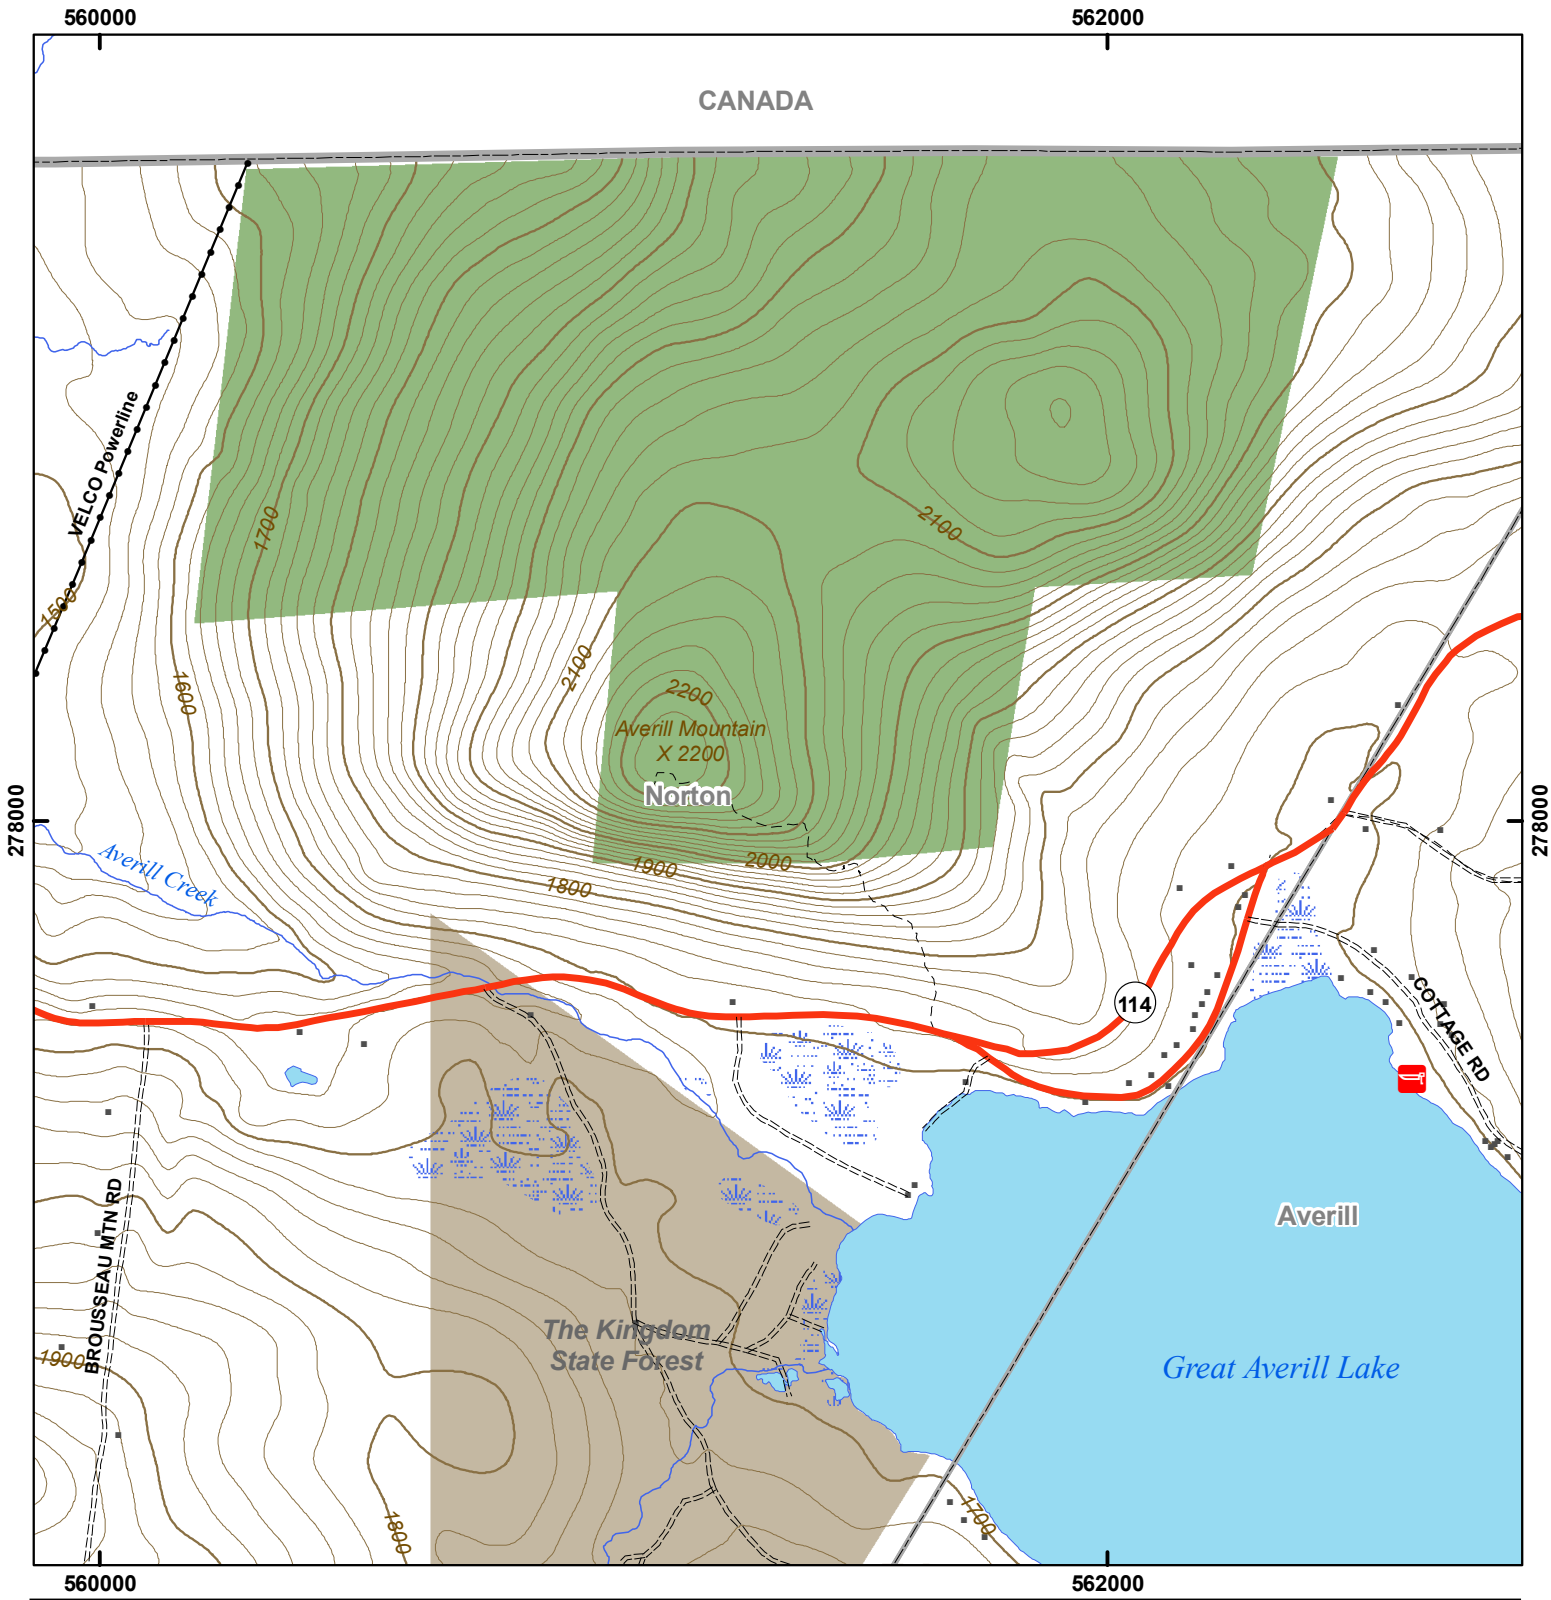 560000
562000
CANADA
VELCO Powerline
1700
2100
1500
1600
2100
2200
Averill Mountain
X 2200
Norton
278000
278000
Averill Creek
1900
2000
1800
114
COTTAGE RD
BROUSSEAU MTN RD
Averill
The Kingdom
State Forest
Great Averill Lake
1900
1800
1700
560000
562000